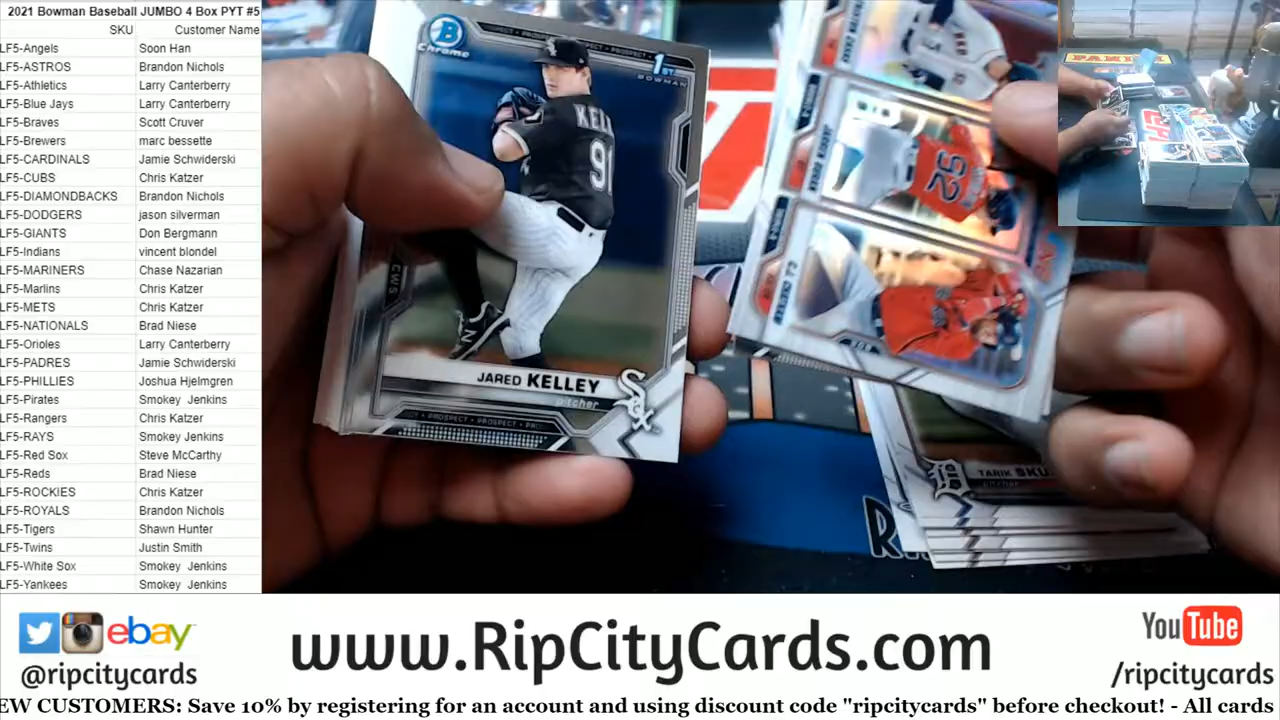 2021 Bowman Baseball JUMBO 4 Box PYT #5
SKU Customer Name
LF5-Angels Soon Han
LF5-ASTROS Brandon Nichols
LF5-Athletics Larry Canterberry
LF5-Blue Jays Larry Canterberry
LF5-Braves Scott Cruver
LF5-Brewers marc bessette
LF5-CARDINALS Jamie Schwiderski
LF5-CUBS Chris Katzer
LF5-DIAMONDBACKS Brandon Nichols
LF5-DODGERS jason silverman
LF5-GIANTS Don Bergmann
LF5-Indians vincent blondel
LF5-MARINERS Chase Nazarian
LF5-Marlins Chris Katzer
LF5-METS Chris Katzer
LF5-NATIONALS Brad Niese
LF5-Orioles Larry Canterberry
LF5-PADRES Jamie Schwiderski
LF5-PHILLIES Joshua Hjelmgren
LF5-Pirates Smokey Jenkins
LF5-Rangers Chris Katzer
LF5-RAYS Smokey Jenkins
LF5-Red Sox Steve McCarthy
LF5-Reds Brad Niese
LF5-ROCKIES Chris Katzer
LF5-ROYALS Brandon Nichols
LF5-Tigers Shawn Hunter
LF5-Twins Justin Smith
LF5-White Sox Smokey Jenkins
LF5-Yankees Smokey Jenkins
Chrome
1ST
BOWMAN
KELL
91
CWS
JARED KELLEY
pitcher
Sox
PROSPECT • PROSPECT
92
TARIK SKU
pitcher
PANINI
ebay
@ripcitycards
www.RipCityCards.com
YouTube
/ripcitycards
EW CUSTOMERS: Save 10% by registering for an account and using discount code "ripcitycards" before checkout! - All cards